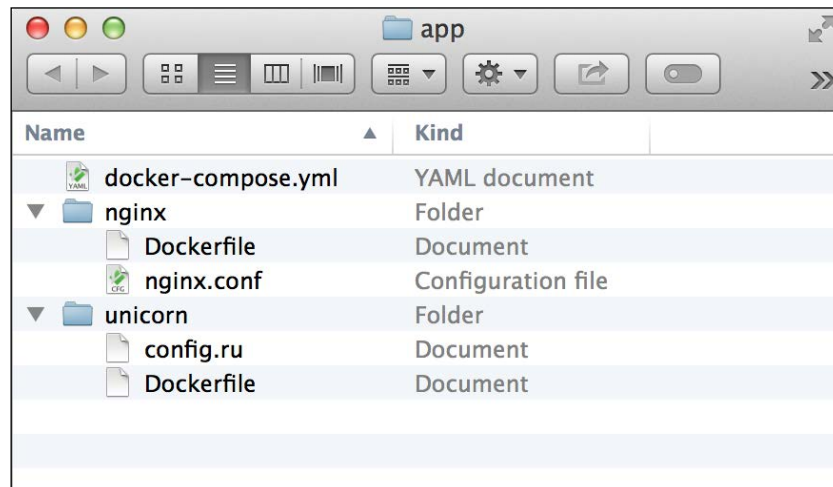 app
Name Kind
docker-compose.yml YAML document
nginx Folder
Dockerfile Document
nginx.conf Configuration file
unicorn Folder
config.ru Document
Dockerfile Document